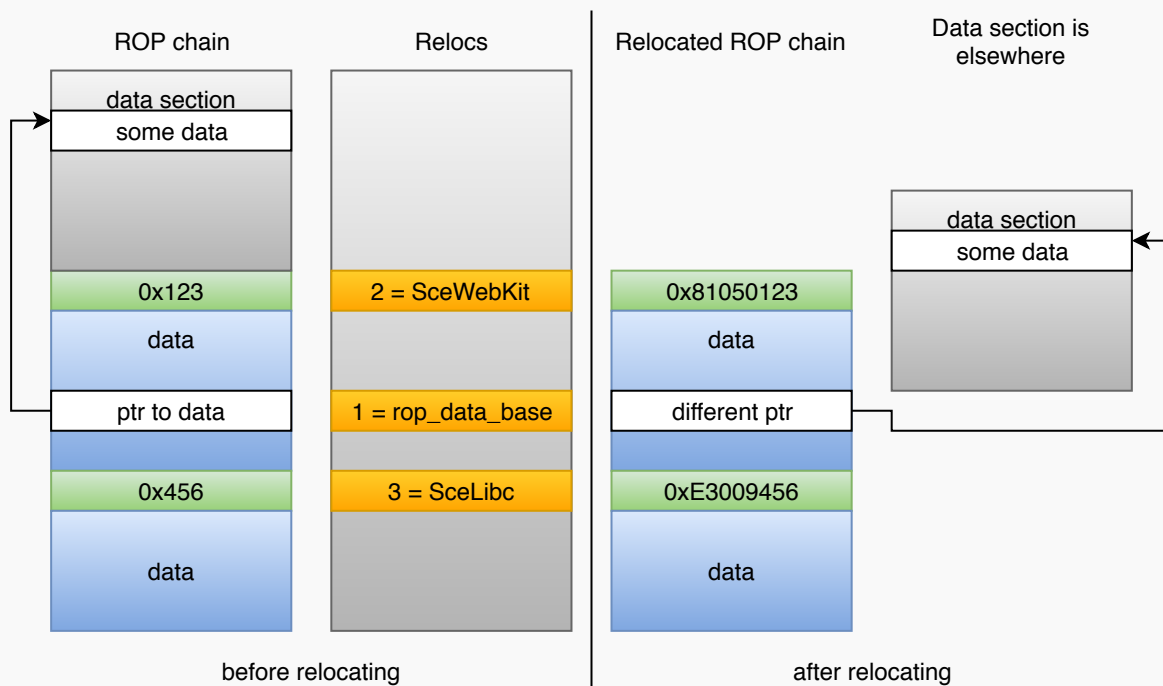 ROP chain
data section
some data
0x123
data
ptr to data
0x456
data
Relocs
2 = SceWebKit
1 = rop_data_base
3 = SceLibc
before relocating
Relocated ROP chain
0x81050123
data
different ptr
0xE3009456
data
Data section is
elsewhere
data section
some data
after relocating